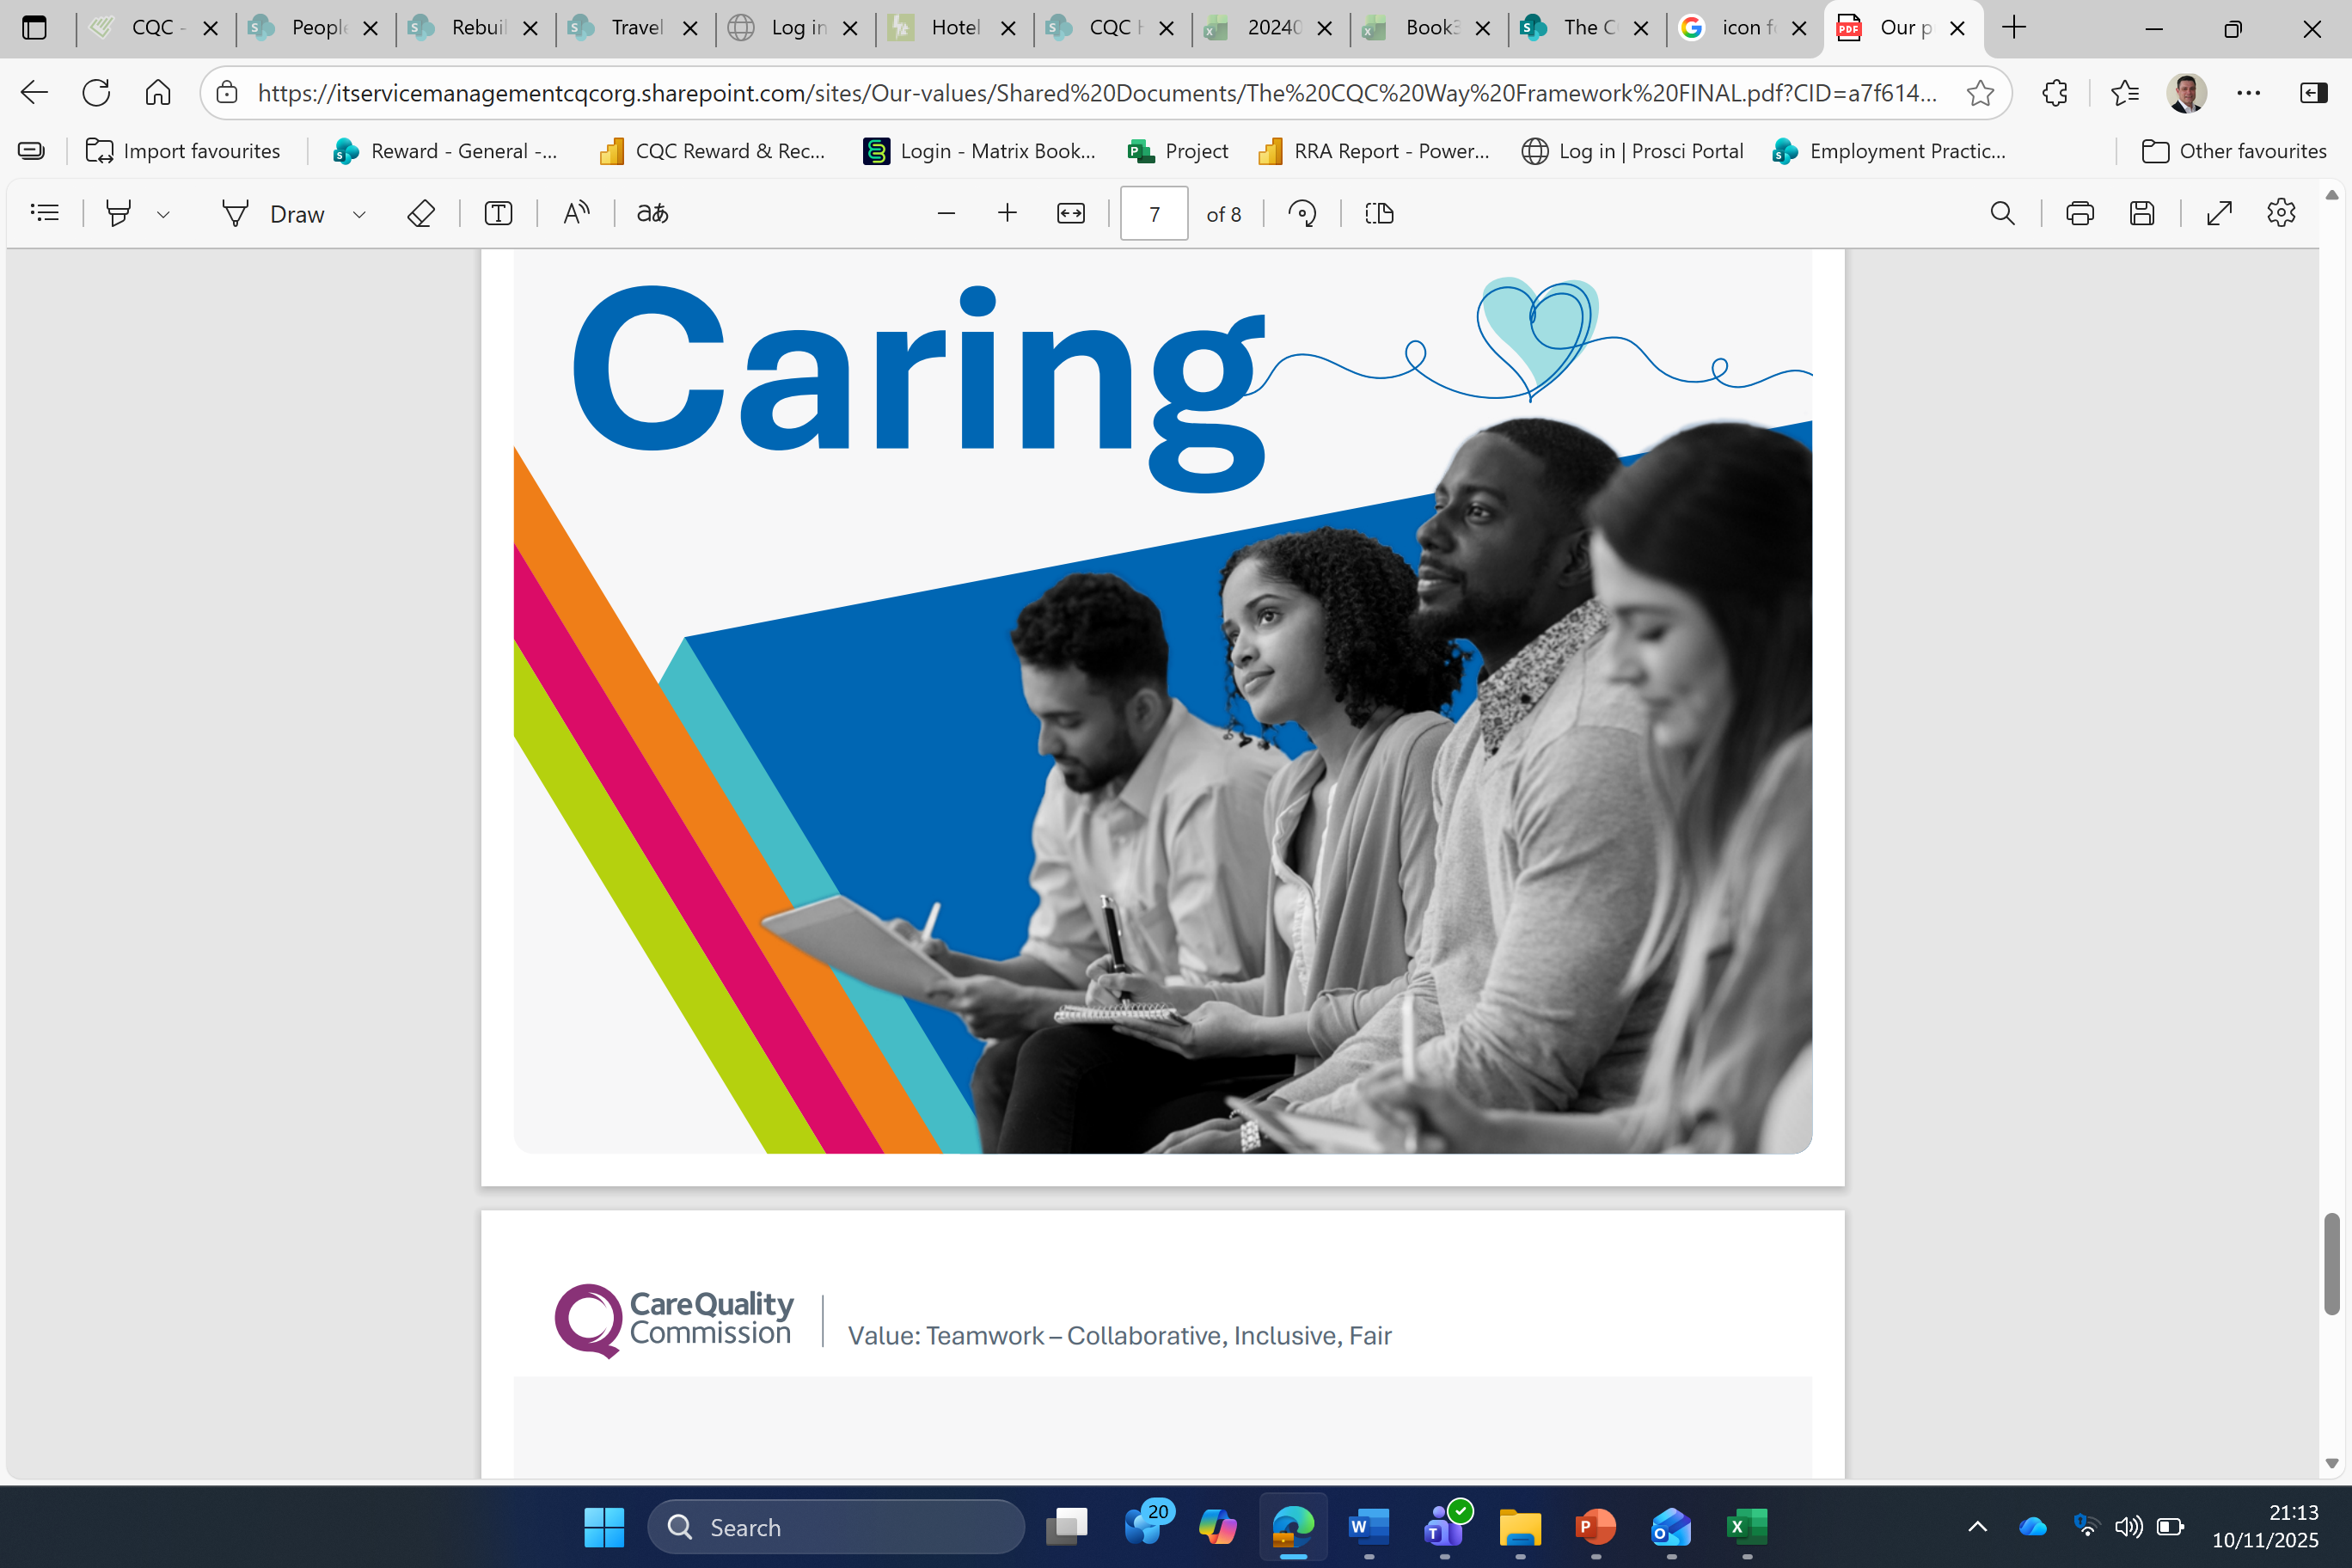 CQC -
People
Rebuil
Travel
Log in
Hotel
CQC H
20240
Book3
The C
icon f
PDF
Our p
https://itservicemanagementcqcorg.sharepoint.com/sites/Our-values/Shared%20Documents/The%20CQC%20Way%20Framework%20FINAL.pdf?CID=a7f614...
Import favourites
Reward - General -...
CQC Reward & Rec...
Login - Matrix Book...
Project
RRA Report - Power...
Log in | Prosci Portal
Employment Practic...
Other favourites
Draw
7
of 8
Caring
CareQuality
Commission
Value: Teamwork – Collaborative, Inclusive, Fair
Search
20
21:13
10/11/2025